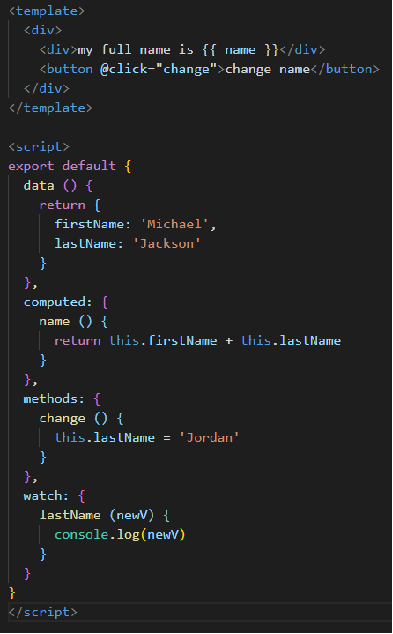 <template>
  <div>
    <div>my full name is {{ name }}</div>
    <button @click="change">change name</button>
  </div>
</template>

<script>
export default {
  data () {
    return {
      firstName: 'Michael',
      lastName: 'Jackson'
    }
  },
  computed: {
    name () {
      return this.firstName + this.lastName
    }
  },
  methods: {
    change () {
      this.lastName = 'Jordan'
    }
  },
  watch: {
    lastName (newV) {
      console.log(newV)
    }
  }
}
</script>